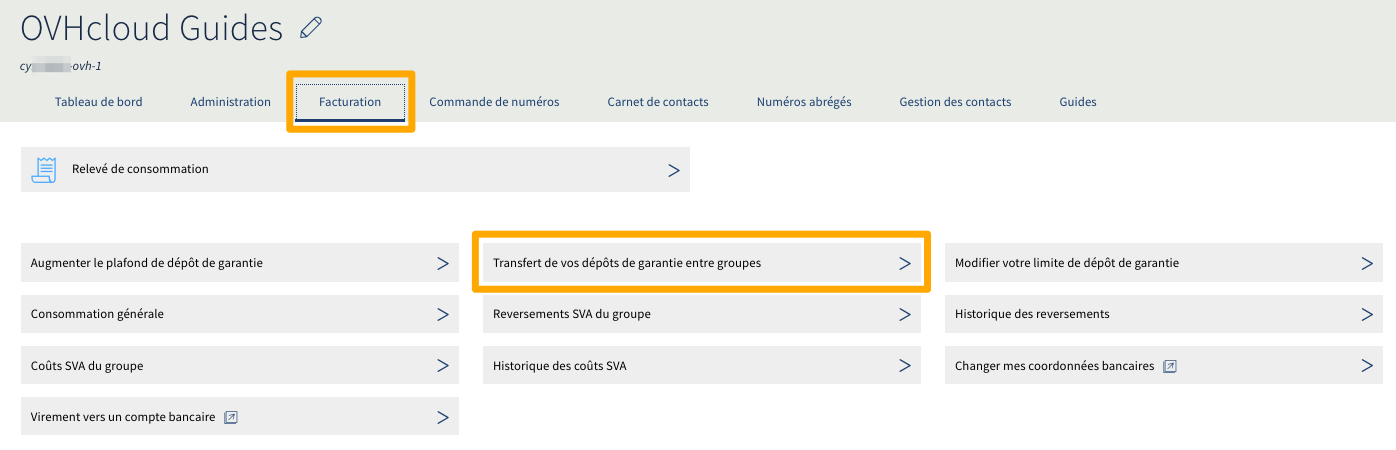 OVHcloud Guides
cy -ovh-1
Tableau de bord Administration Facturation Commande de numéros Carnet de contacts Numéros abrégés Gestion des contacts Guides
Relevé de consommation
Augmenter le plafond de dépôt de garantie Transfert de vos dépôts de garantie entre groupes Modifier votre limite de dépôt de garantie
Consommation générale Reversements SVA du groupe Historique des reversements
Coûts SVA du groupe Historique des coûts SVA Changer mes coordonnées bancaires
Virement vers un compte bancaire